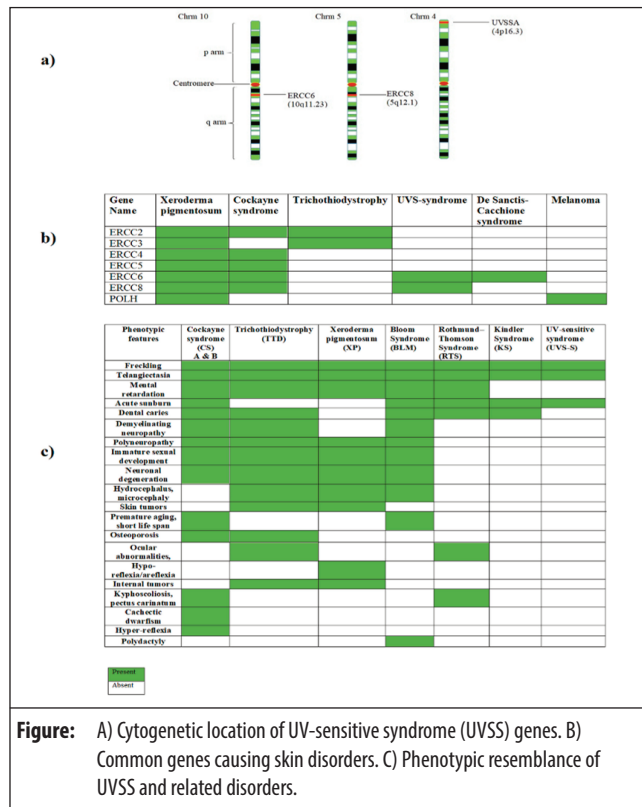 Chrm 10 Chrm 5 Chrm 4
UVSSA
(4p16.3)
p arm
a)
Centromere
ERCC6
(10q11.23)
ERCC8
(5q12.1)
q arm
b)
Gene Name Xeroderma pigmentosum Cockayne syndrome Trichothiodystrophy UVS-syndrome De Sanctis-Cacchione syndrome Melanoma
ERCC2
ERCC3
ERCC4
ERCC5
ERCC6
ERCC8
POLH
c)
Phenotypic features Cockayne syndrome (CS) A & B Trichothiodystrophy (TTD) Xeroderma pigmentosum (XP) Bloom Syndrome (BLM) Rothmund–Thomson Syndrome (RTS) Kindler Syndrome (KS) UV-sensitive syndrome (UVS-S)
Freckling
Telangiectasia
Mental retardation
Acute sunburn
Dental caries
Demyelinating neuropathy
Polyneuropathy
Immature sexual development
Neuronal degeneration
Hydrocephalus, microcephaly
Skin tumors
Premature aging, short life span
Osteoporosis
Ocular abnormalities,
Hypo-reflexia/areflexia
Internal tumors
Kyphoscoliosis, pectus carinatum
Cachectic dwarfism
Hyper-reflexia
Polydactyly
Present
Absent
Figure: A) Cytogenetic location of UV-sensitive syndrome (UVSS) genes. B)
Common genes causing skin disorders. C) Phenotypic resemblance of
UVSS and related disorders.